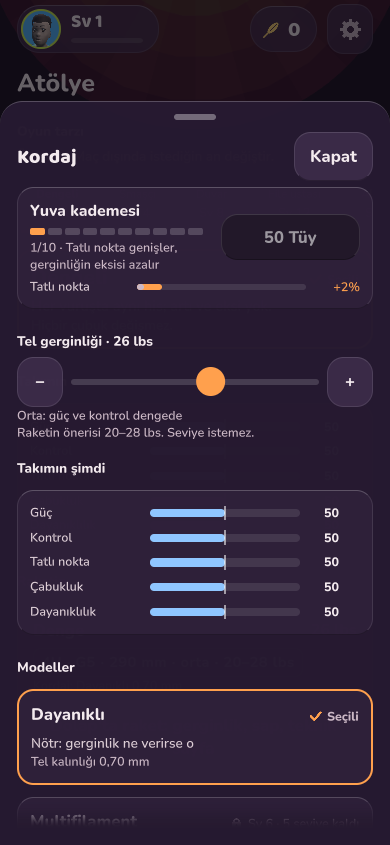 Sv 1
0
Atölye
Kordaj
Kapat
Yuva kademesi
50 Tüy
1/10 · Tatlı nokta genişler,
gerginliğin eksisi azalır
Tatlı nokta
+2%
Tel gerginliği · 26 lbs
−
+
Orta: güç ve kontrol dengede
Raketin önerisi 20–28 lbs. Seviye istemez.
Takımın şimdi
Güç 50
Kontrol 50
Tatlı nokta 50
Çabukluk 50
Dayanıklılık 50
Modeller
Dayanıklı
Seçili
Nötr: gerginlik ne verirse o
Tel kalınlığı 0,70 mm
Multifilament